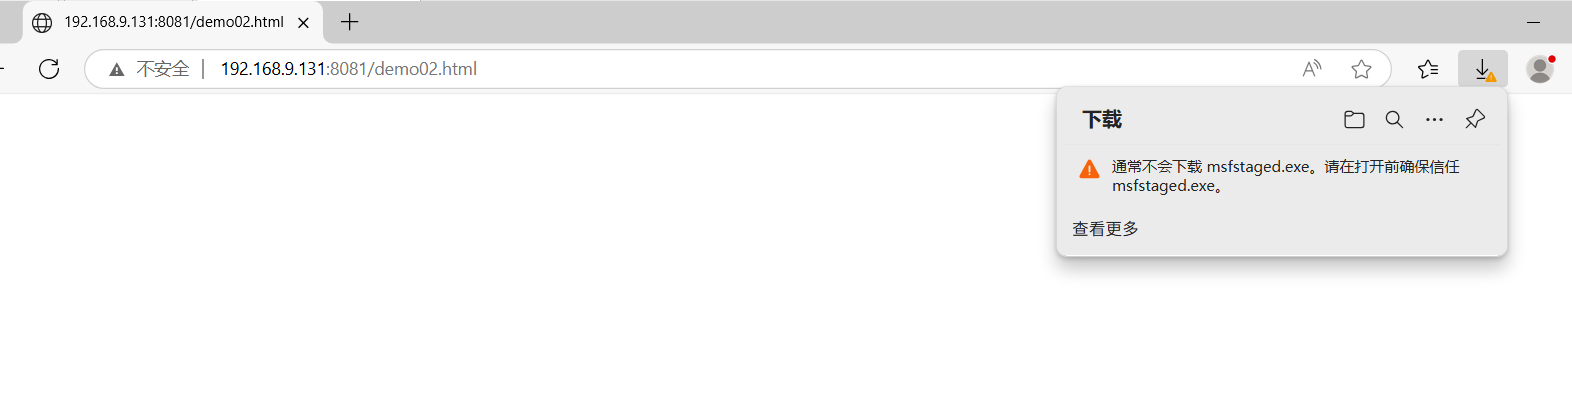 192.168.9.131:8081/demo02.html
不安全 | 192.168.9.131:8081/demo02.html
下载
通常不会下载 msfstaged.exe。请在打开前确保信任
msfstaged.exe。
查看更多